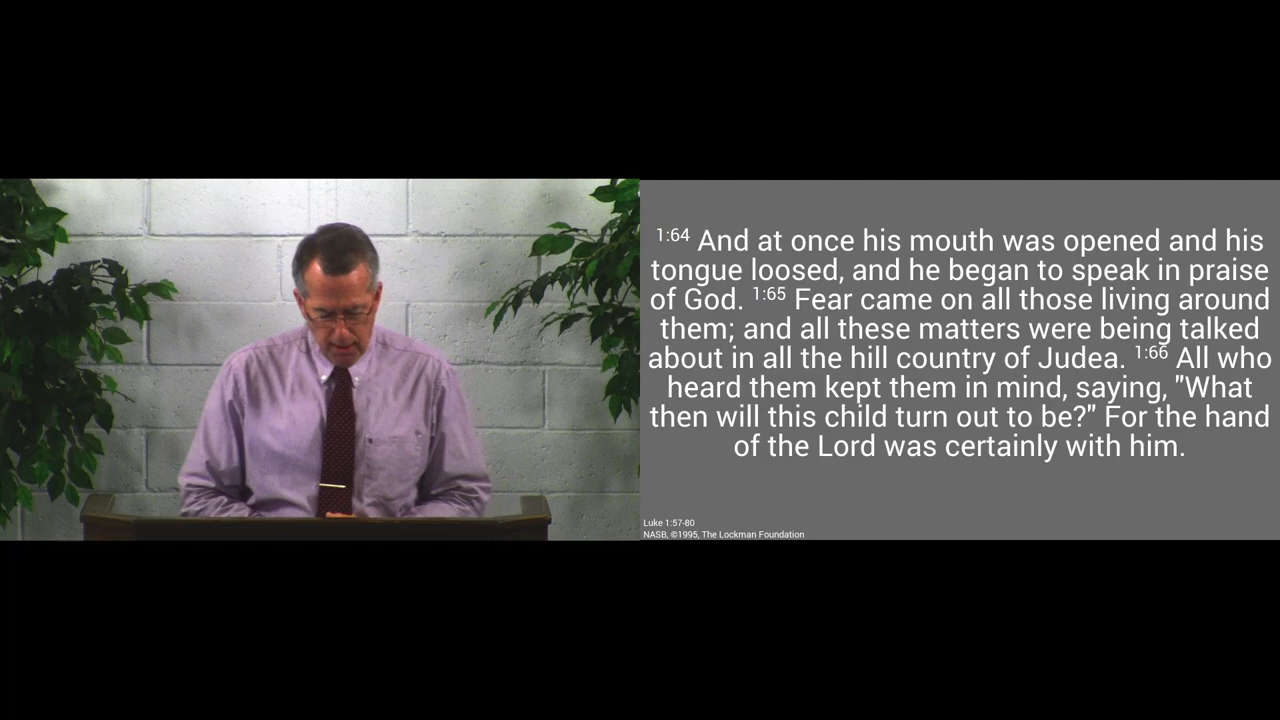 1:64 And at once his mouth was opened and his
tongue loosed, and he began to speak in praise
of God. 1:65 Fear came on all those living around
them; and all these matters were being talked
about in all the hill country of Judea. 1:66 All who
heard them kept them in mind, saying, "What
then will this child turn out to be?" For the hand
of the Lord was certainly with him.
Luke 1:57-80
NASB, ©1995, The Lockman Foundation